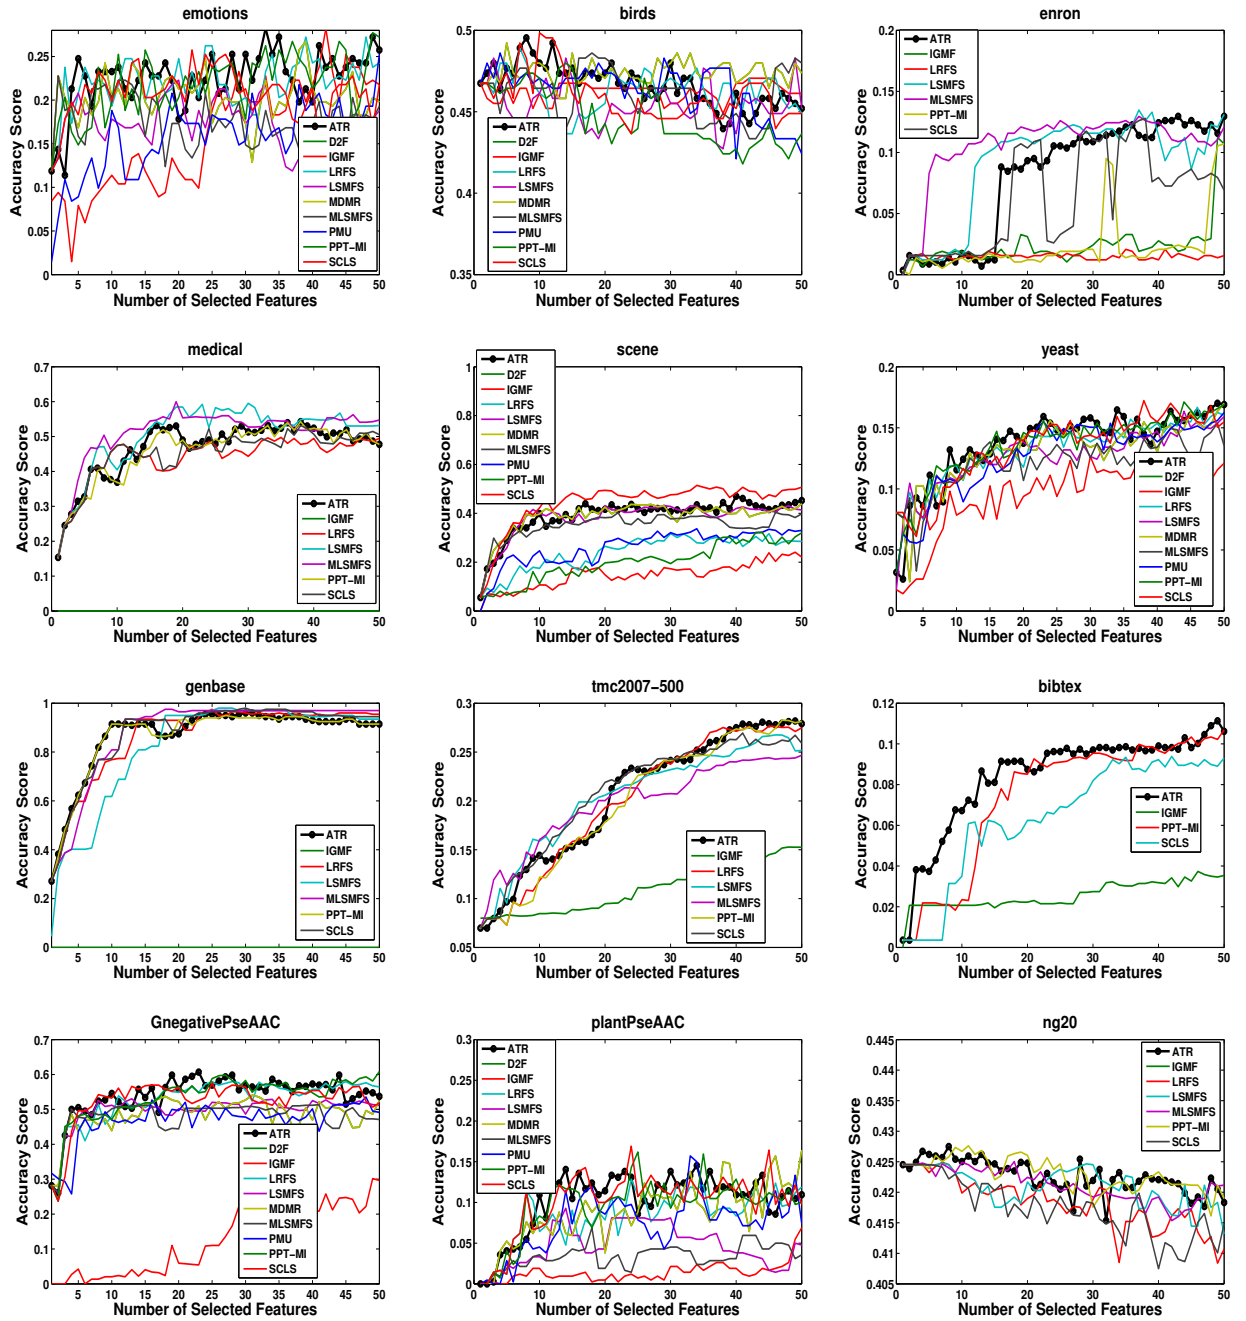 emotions
Accuracy Score
0.25
0.2
0.15
0.1
0.05
0
5 10 15 20 25 30 35 40 45 50
Number of Selected Features
ATR
D2F
IGMF
LRFS
LSMFS
MDMR
MLSMFS
PMU
PPT−MI
SCLS
birds
Accuracy Score
0.5
0.45
0.4
0.35
5 10 15 20 25 30 35 40 45 50
Number of Selected Features
ATR
D2F
IGMF
LRFS
LSMFS
MDMR
MLSMFS
PMU
PPT−MI
SCLS
enron
Accuracy Score
0.2
0.15
0.1
0.05
0
0 10 20 30 40 50
Number of Selected Features
ATR
IGMF
LRFS
LSMFS
MLSMFS
PPT−MI
SCLS
medical
Accuracy Score
0.7
0.6
0.5
0.4
0.3
0.2
0.1
0
0 10 20 30 40 50
Number of Selected Features
ATR
IGMF
LRFS
LSMFS
MLSMFS
PPT−MI
SCLS
scene
Accuracy Score
1
0.8
0.6
0.4
0.2
0
0 10 20 30 40 50
Number of Selected Features
ATR
D2F
IGMF
LRFS
LSMFS
MDMR
MLSMFS
PMU
PPT−MI
SCLS
yeast
Accuracy Score
0.2
0.15
0.1
0.05
0
5 10 15 20 25 30 35 40 45 50
Number of Selected Features
ATR
D2F
IGMF
LRFS
LSMFS
MDMR
MLSMFS
PMU
PPT−MI
SCLS
genbase
Accuracy Score
1
0.8
0.6
0.4
0.2
0
5 10 15 20 25 30 35 40 45 50
Number of Selected Features
ATR
IGMF
LRFS
LSMFS
MLSMFS
PPT−MI
SCLS
tmc2007−500
Accuracy Score
0.3
0.25
0.2
0.15
0.1
0.05
0 10 20 30 40 50
Number of Selected Features
ATR
IGMF
LRFS
LSMFS
MLSMFS
PPT−MI
SCLS
bibtex
Accuracy Score
0.12
0.1
0.08
0.06
0.04
0.02
0
0 10 20 30 40 50
Number of Selected Features
ATR
IGMF
PPT−MI
SCLS
GnegativePseAAC
Accuracy Score
0.7
0.6
0.5
0.4
0.3
0.2
0.1
0
5 10 15 20 25 30 35 40 45 50
Number of Selected Features
ATR
D2F
IGMF
LRFS
LSMFS
MDMR
MLSMFS
PMU
PPT−MI
SCLS
plantPseAAC
Accuracy Score
0.3
0.25
0.2
0.15
0.1
0.05
0
0 10 20 30 40 50
Number of Selected Features
ATR
D2F
IGMF
LRFS
LSMFS
MDMR
MLSMFS
PMU
PPT−MI
SCLS
ng20
Accuracy Score
0.445
0.44
0.435
0.43
0.425
0.42
0.415
0.41
0.405
0 10 20 30 40 50
Number of Selected Features
ATR
IGMF
LRFS
LSMFS
MLSMFS
PPT−MI
SCLS